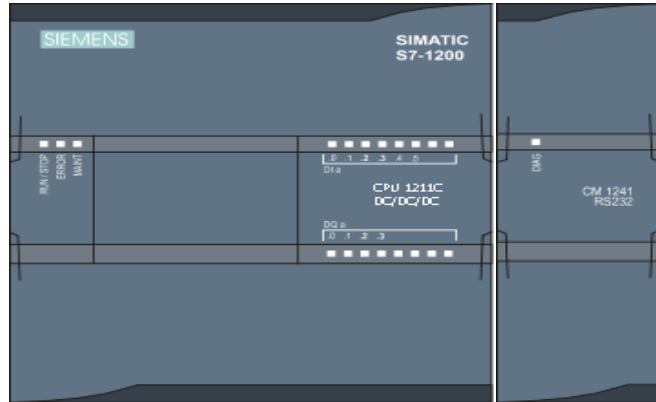 SIEMENS
SIMATIC
S7-1200
RUN / STOP
ERROR
MAINT
.0 .1 .2 .3 .4 .5
DI a
CPU 1211C
DC/DC/DC
DQ a
.0 .1 .2 .3
DIAG
CM 1241
RS232